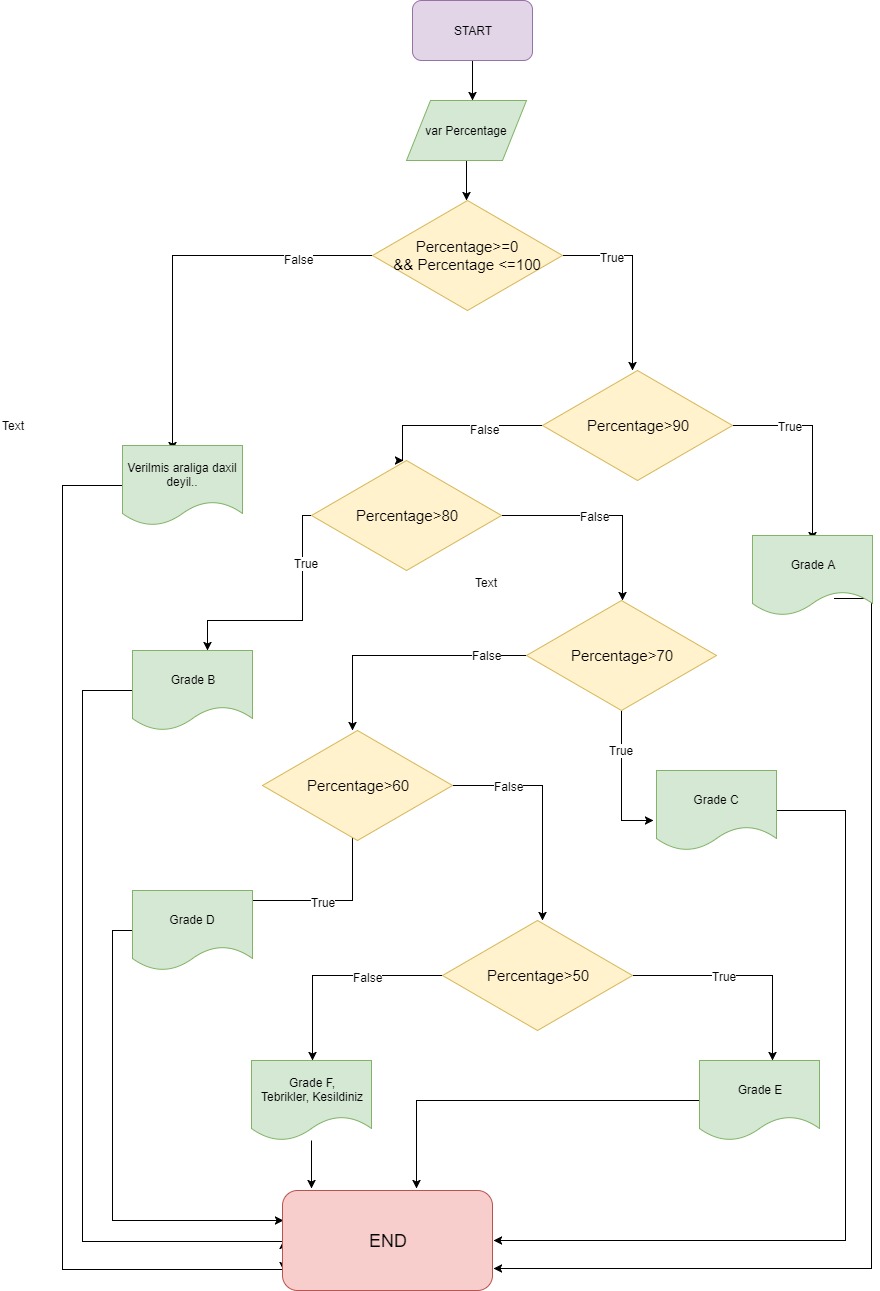 START
var Percentage
Percentage>=0
&& Percentage <=100
False
True
Text
Percentage>90
False
True
Verilmis araliga daxil
deyil..
Percentage>80
False
True
Grade A
Text
Percentage>70
False
Grade B
True
Percentage>60
False
Grade C
True
Grade D
Percentage>50
False
True
Grade F,
Tebrikler, Kesildiniz
Grade E
END